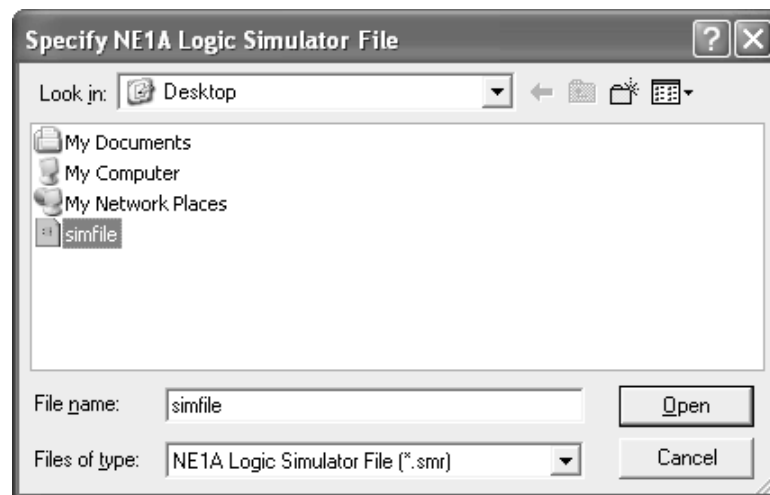 Specify NE1A Logic Simulator File
Look in: Desktop
My Documents
My Computer
My Network Places
simfile
File name: simfile Open
Files of type: NE1A Logic Simulator File (*.smr) Cancel